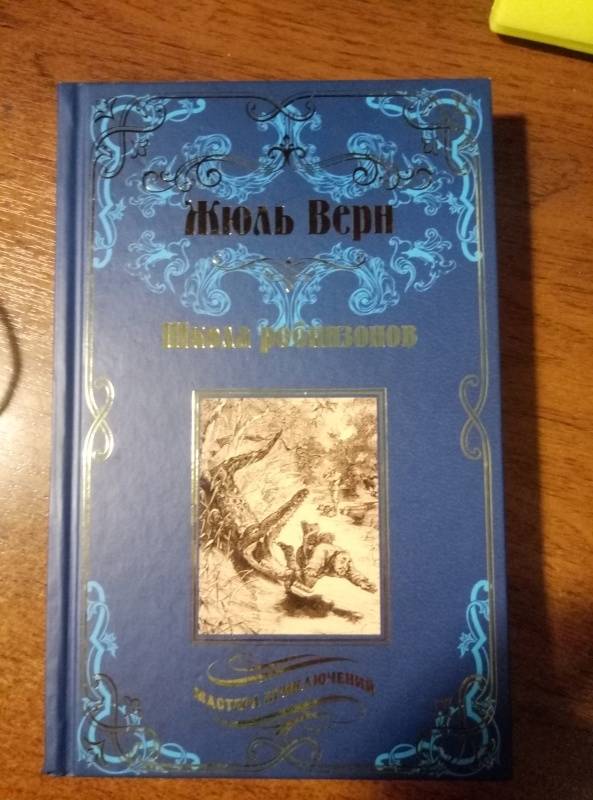 Жюль Верн
Школа робинзонов
МАСТЕРА ПРИКЛЮЧЕНИЙ